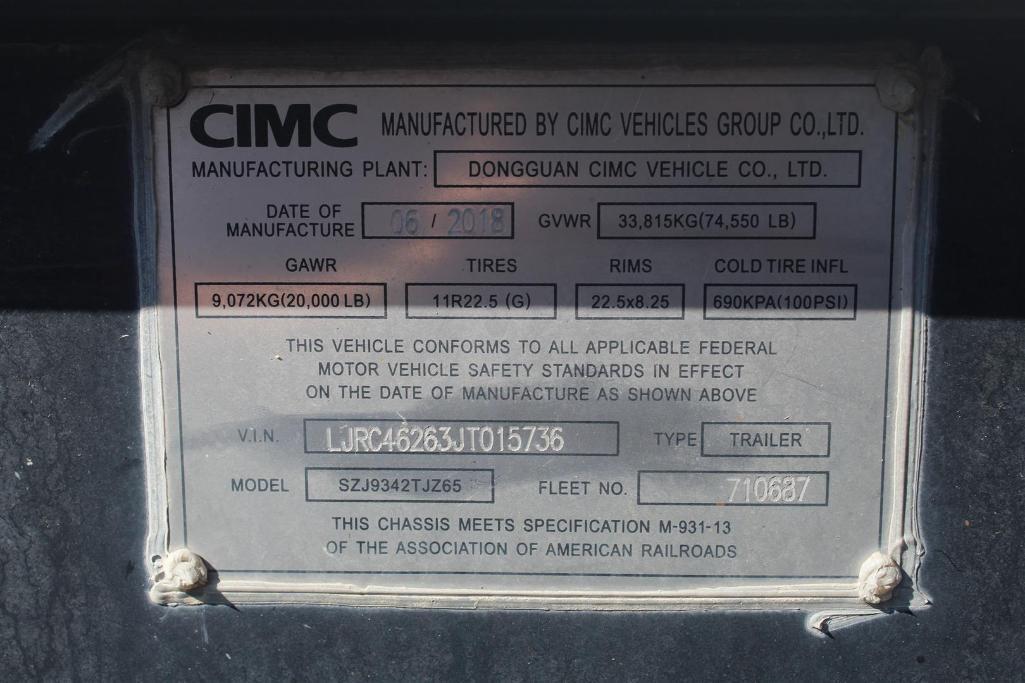 CIMC MANUFACTURED BY CIMC VEHICLES GROUP CO.,LTD.
MANUFACTURING PLANT: DONGGUAN CIMC VEHICLE CO., LTD.
DATE OF MANUFACTURE 06 / 2018 GVWR 33,815KG(74,550 LB)
GAWR TIRES RIMS COLD TIRE INFL
9,072KG(20,000 LB) 11R22.5 (G) 22.5x8.25 690KPA(100PSI)
THIS VEHICLE CONFORMS TO ALL APPLICABLE FEDERAL
MOTOR VEHICLE SAFETY STANDARDS IN EFFECT
ON THE DATE OF MANUFACTURE AS SHOWN ABOVE
V.I.N. LJRC46263JT015736 TYPE TRAILER
MODEL SZJ9342TJZ65 FLEET NO. 710687
THIS CHASSIS MEETS SPECIFICATION M-931-13
OF THE ASSOCIATION OF AMERICAN RAILROADS